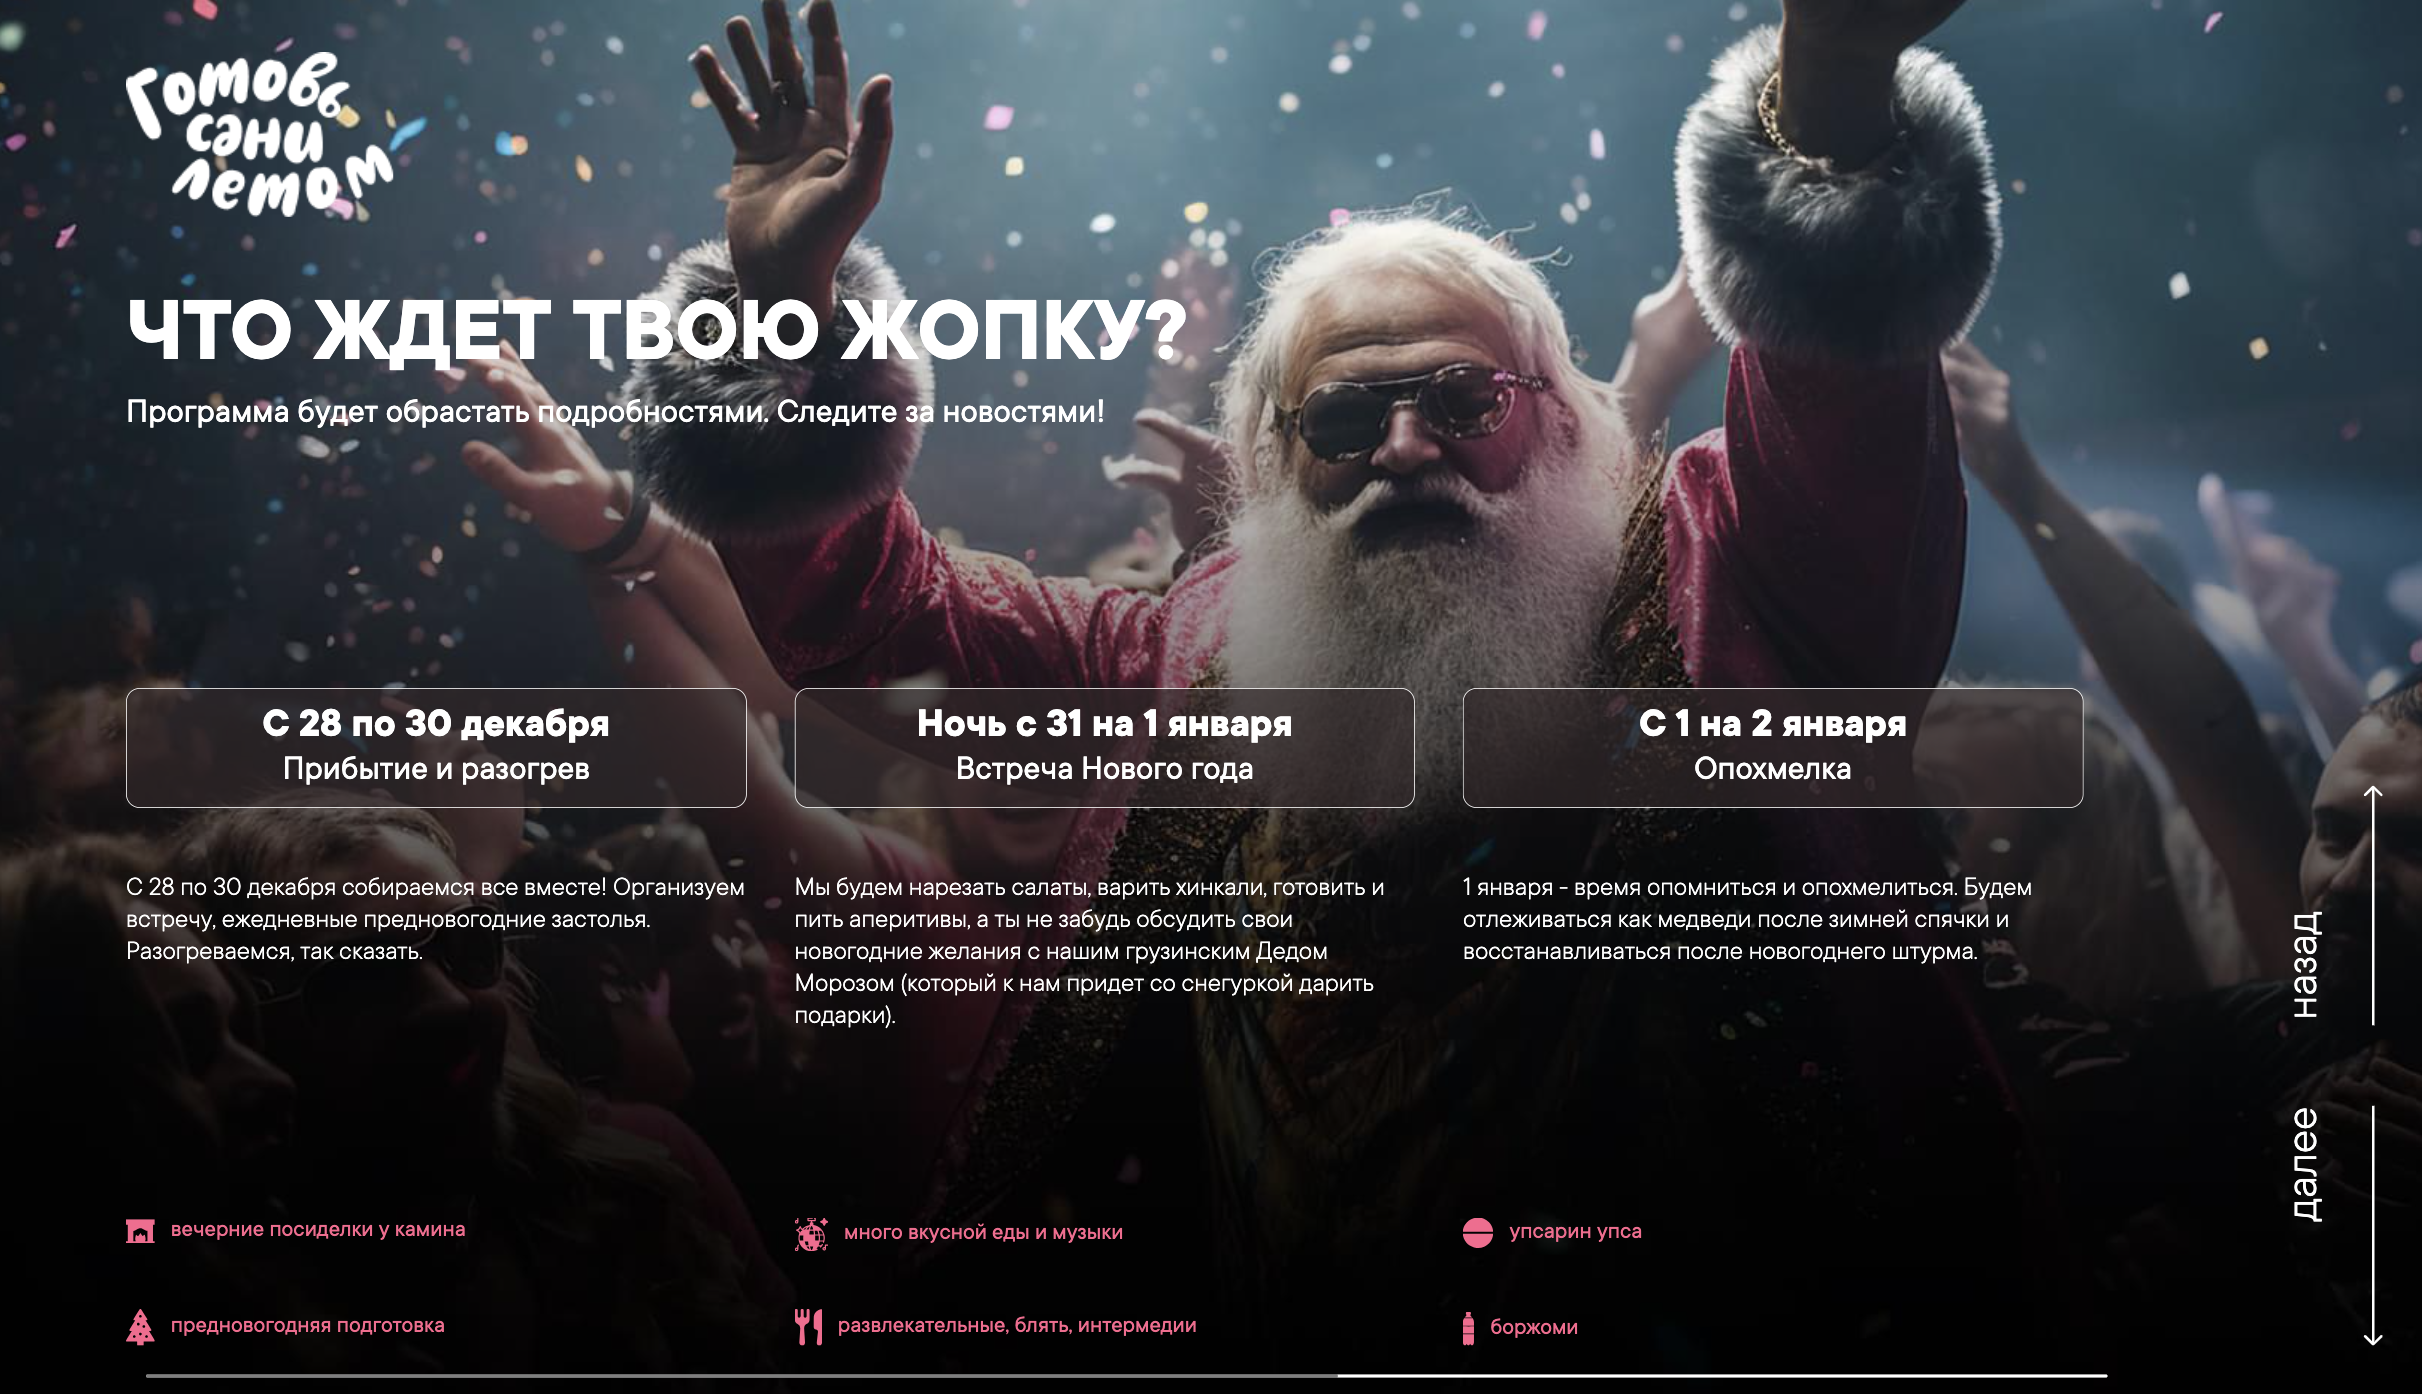 Готовь
сани
летом
ЧТО ЖДЕТ ТВОЮ ЖОПКУ?
Программа будет обрастать подробностями. Следите за новостями!
С 28 по 30 декабря
Прибытие и разогрев
С 28 по 30 декабря собираемся все вместе! Организуем
встречу, ежедневные предновогодние застолья.
Разогреваемся, так сказать.
вечерние посиделки у камина
предновогодняя подготовка
Ночь с 31 на 1 января
Встреча Нового года
Мы будем нарезать салаты, варить хинкали, готовить и
пить аперитивы, а ты не забудь обсудить свои
новогодние желания с нашим грузинским Дедом
Морозом (который к нам придет со снегуркой дарить
подарки).
много вкусной еды и музыки
развлекательные, блять, интермедии
С 1 на 2 января
Опохмелка
1 января - время опомниться и опохмелиться. Будем
отлеживаться как медведи после зимней спячки и
восстанавливаться после новогоднего штурма.
упсарин упса
боржоми
назад
далее